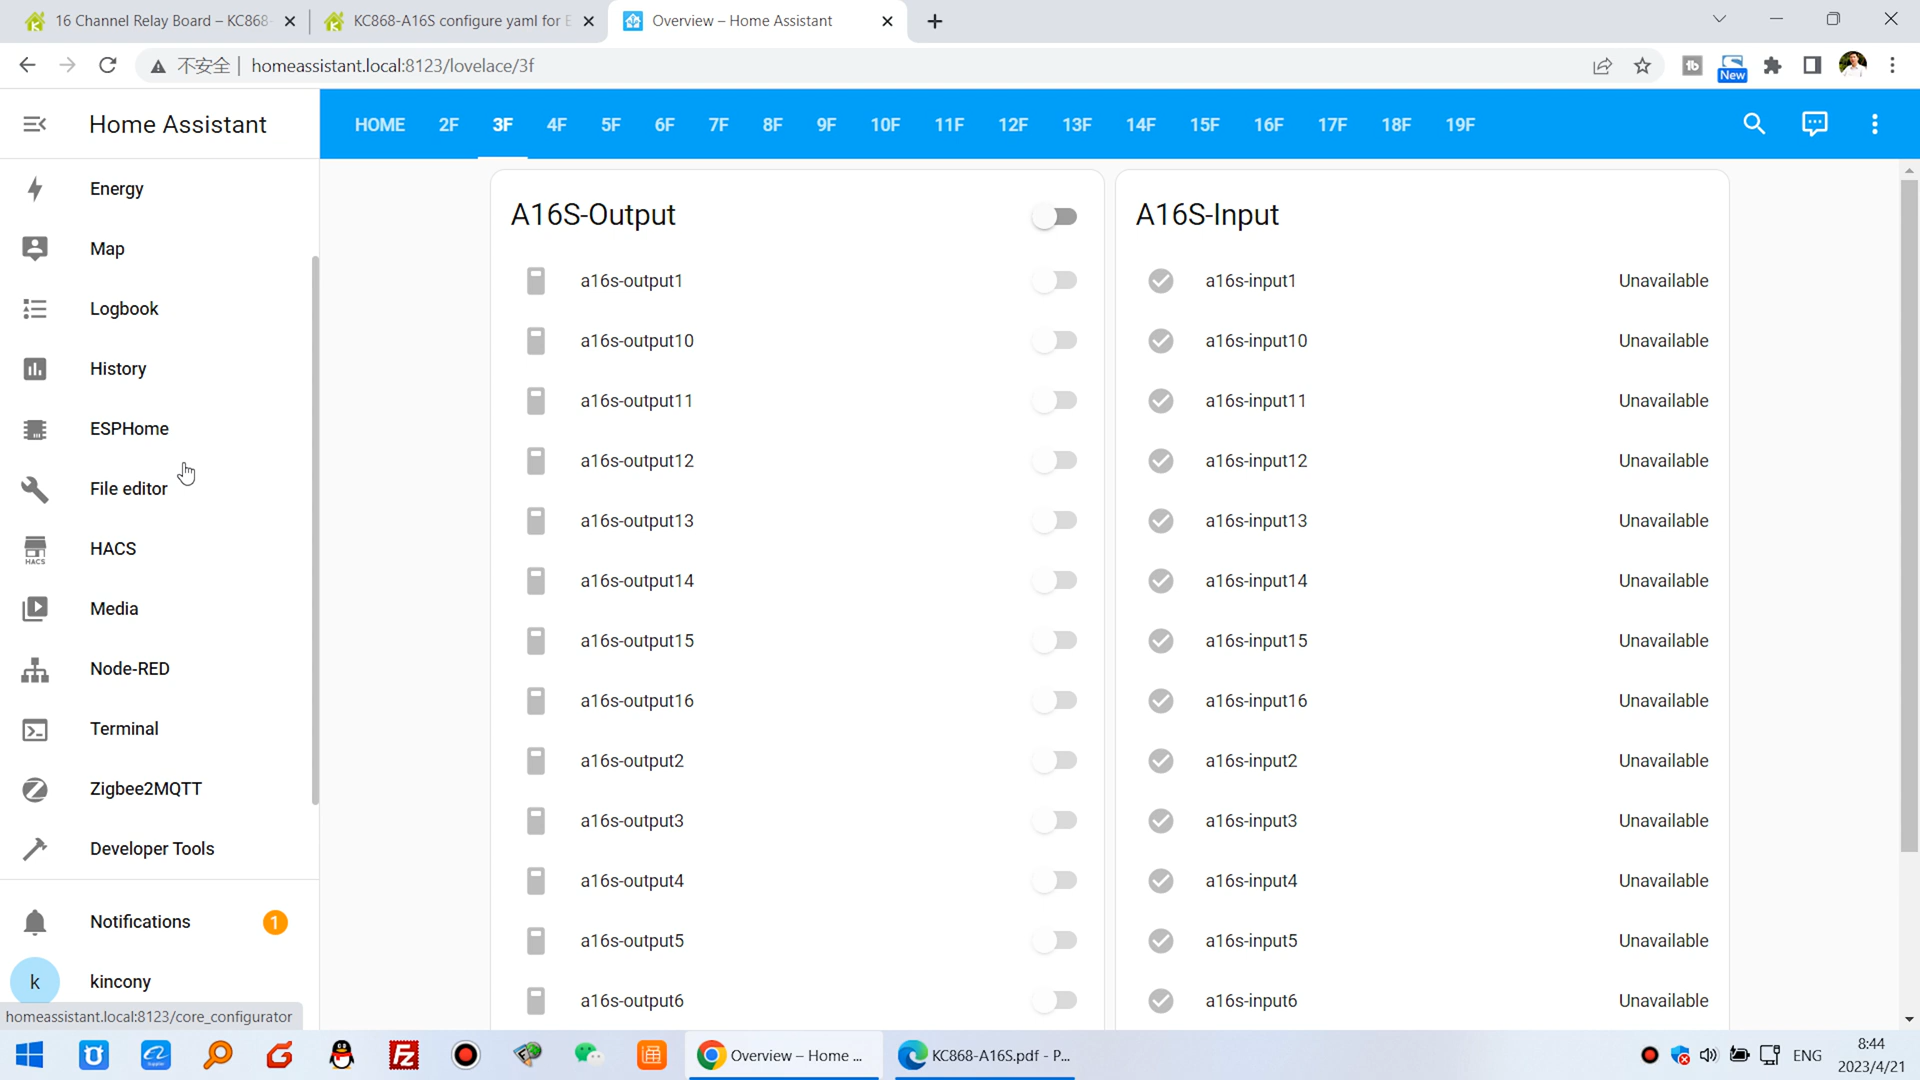 16 Channel Relay Board – KC868-
KC868-A16S configure yaml for E
Overview – Home Assistant
不安全
homeassistant.local:8123/lovelace/3f
New
Home Assistant
HOME 2F 3F 4F 5F 6F 7F 8F 9F 10F 11F 12F 13F 14F 15F 16F 17F 18F 19F
Energy
Map
Logbook
History
ESPHome
File editor
HACS
HACS
Media
Node-RED
Terminal
Zigbee2MQTT
Developer Tools
Notifications 1
k kincony
homeassistant.local:8123/core_configurator
A16S-Output
a16s-output1
a16s-output10
a16s-output11
a16s-output12
a16s-output13
a16s-output14
a16s-output15
a16s-output16
a16s-output2
a16s-output3
a16s-output4
a16s-output5
a16s-output6
A16S-Input
a16s-input1 Unavailable
a16s-input10 Unavailable
a16s-input11 Unavailable
a16s-input12 Unavailable
a16s-input13 Unavailable
a16s-input14 Unavailable
a16s-input15 Unavailable
a16s-input16 Unavailable
a16s-input2 Unavailable
a16s-input3 Unavailable
a16s-input4 Unavailable
a16s-input5 Unavailable
a16s-input6 Unavailable
Overview – Home ...
KC868-A16S.pdf - P...
ENG
8:44
2023/4/21